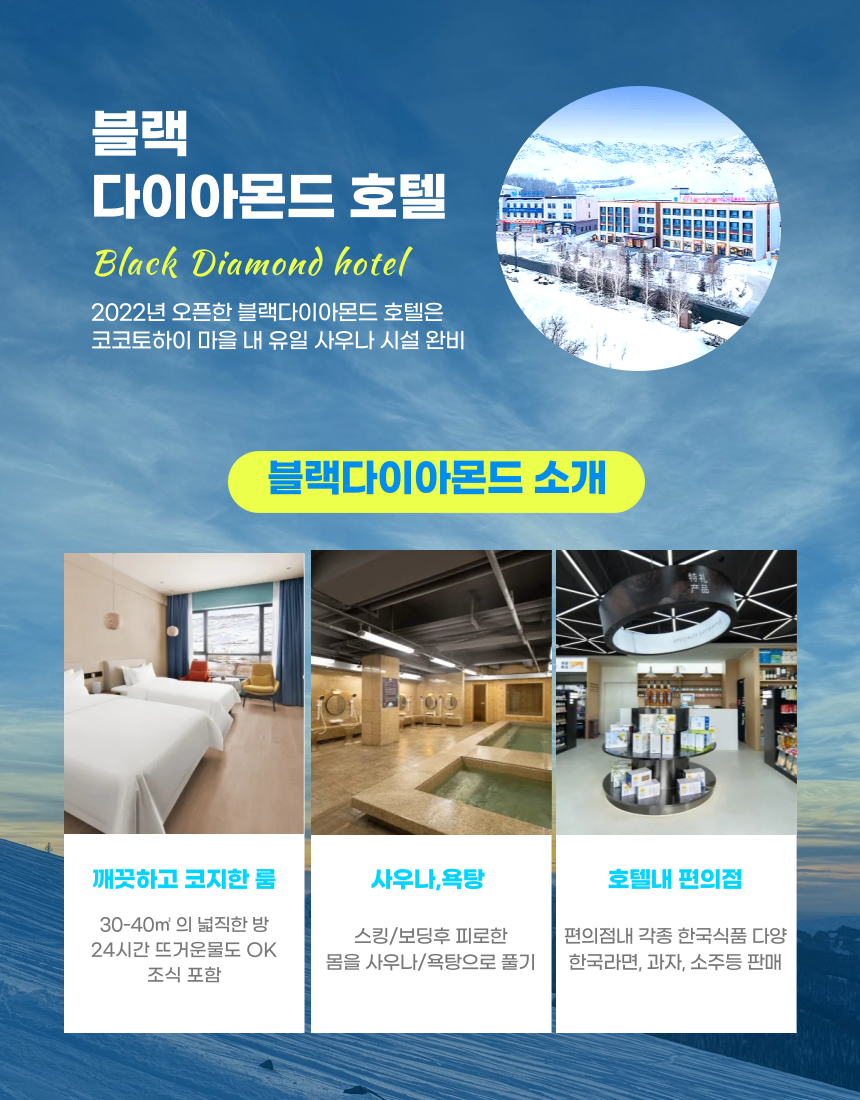 블랙
다이아몬드 호텔
Black Diamond hotel
2022년 오픈한 블랙다이아몬드 호텔은
코코토하이 마을 내 유일 사우나 시설 완비
블랙다이아몬드 소개
特礼
产品
깨끗하고 코지한 룸
30-40㎡ 의 넓직한 방
24시간 뜨거운물도 OK
조식 포함
사우나,욕탕
스킹/보딩후 피로한
몸을 사우나/욕탕으로 풀기
호텔내 편의점
편의점내 각종 한국식품 다양
한국라면, 과자, 소주등 판매